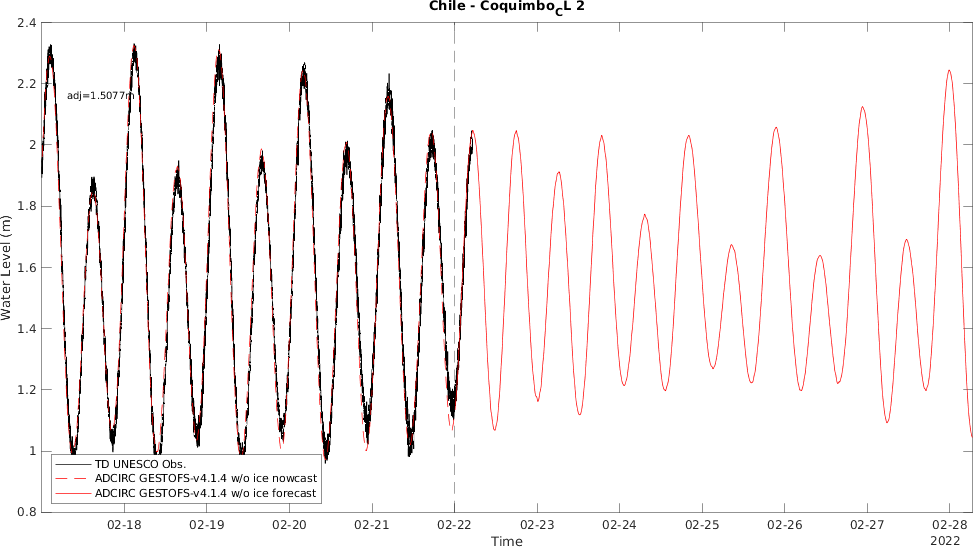 Chile - Coquimbo_CL 2
2.4
2.2
2
1.8
1.6
1.4
1.2
1
0.8
Water Level (m)
adj=1.5077m
TD UNESCO Obs.
ADCIRC GESTOFS-v4.1.4 w/o ice nowcast
ADCIRC GESTOFS-v4.1.4 w/o ice forecast
02-18 02-19 02-20 02-21 02-22 02-23 02-24 02-25 02-26 02-27 02-28
Time
2022